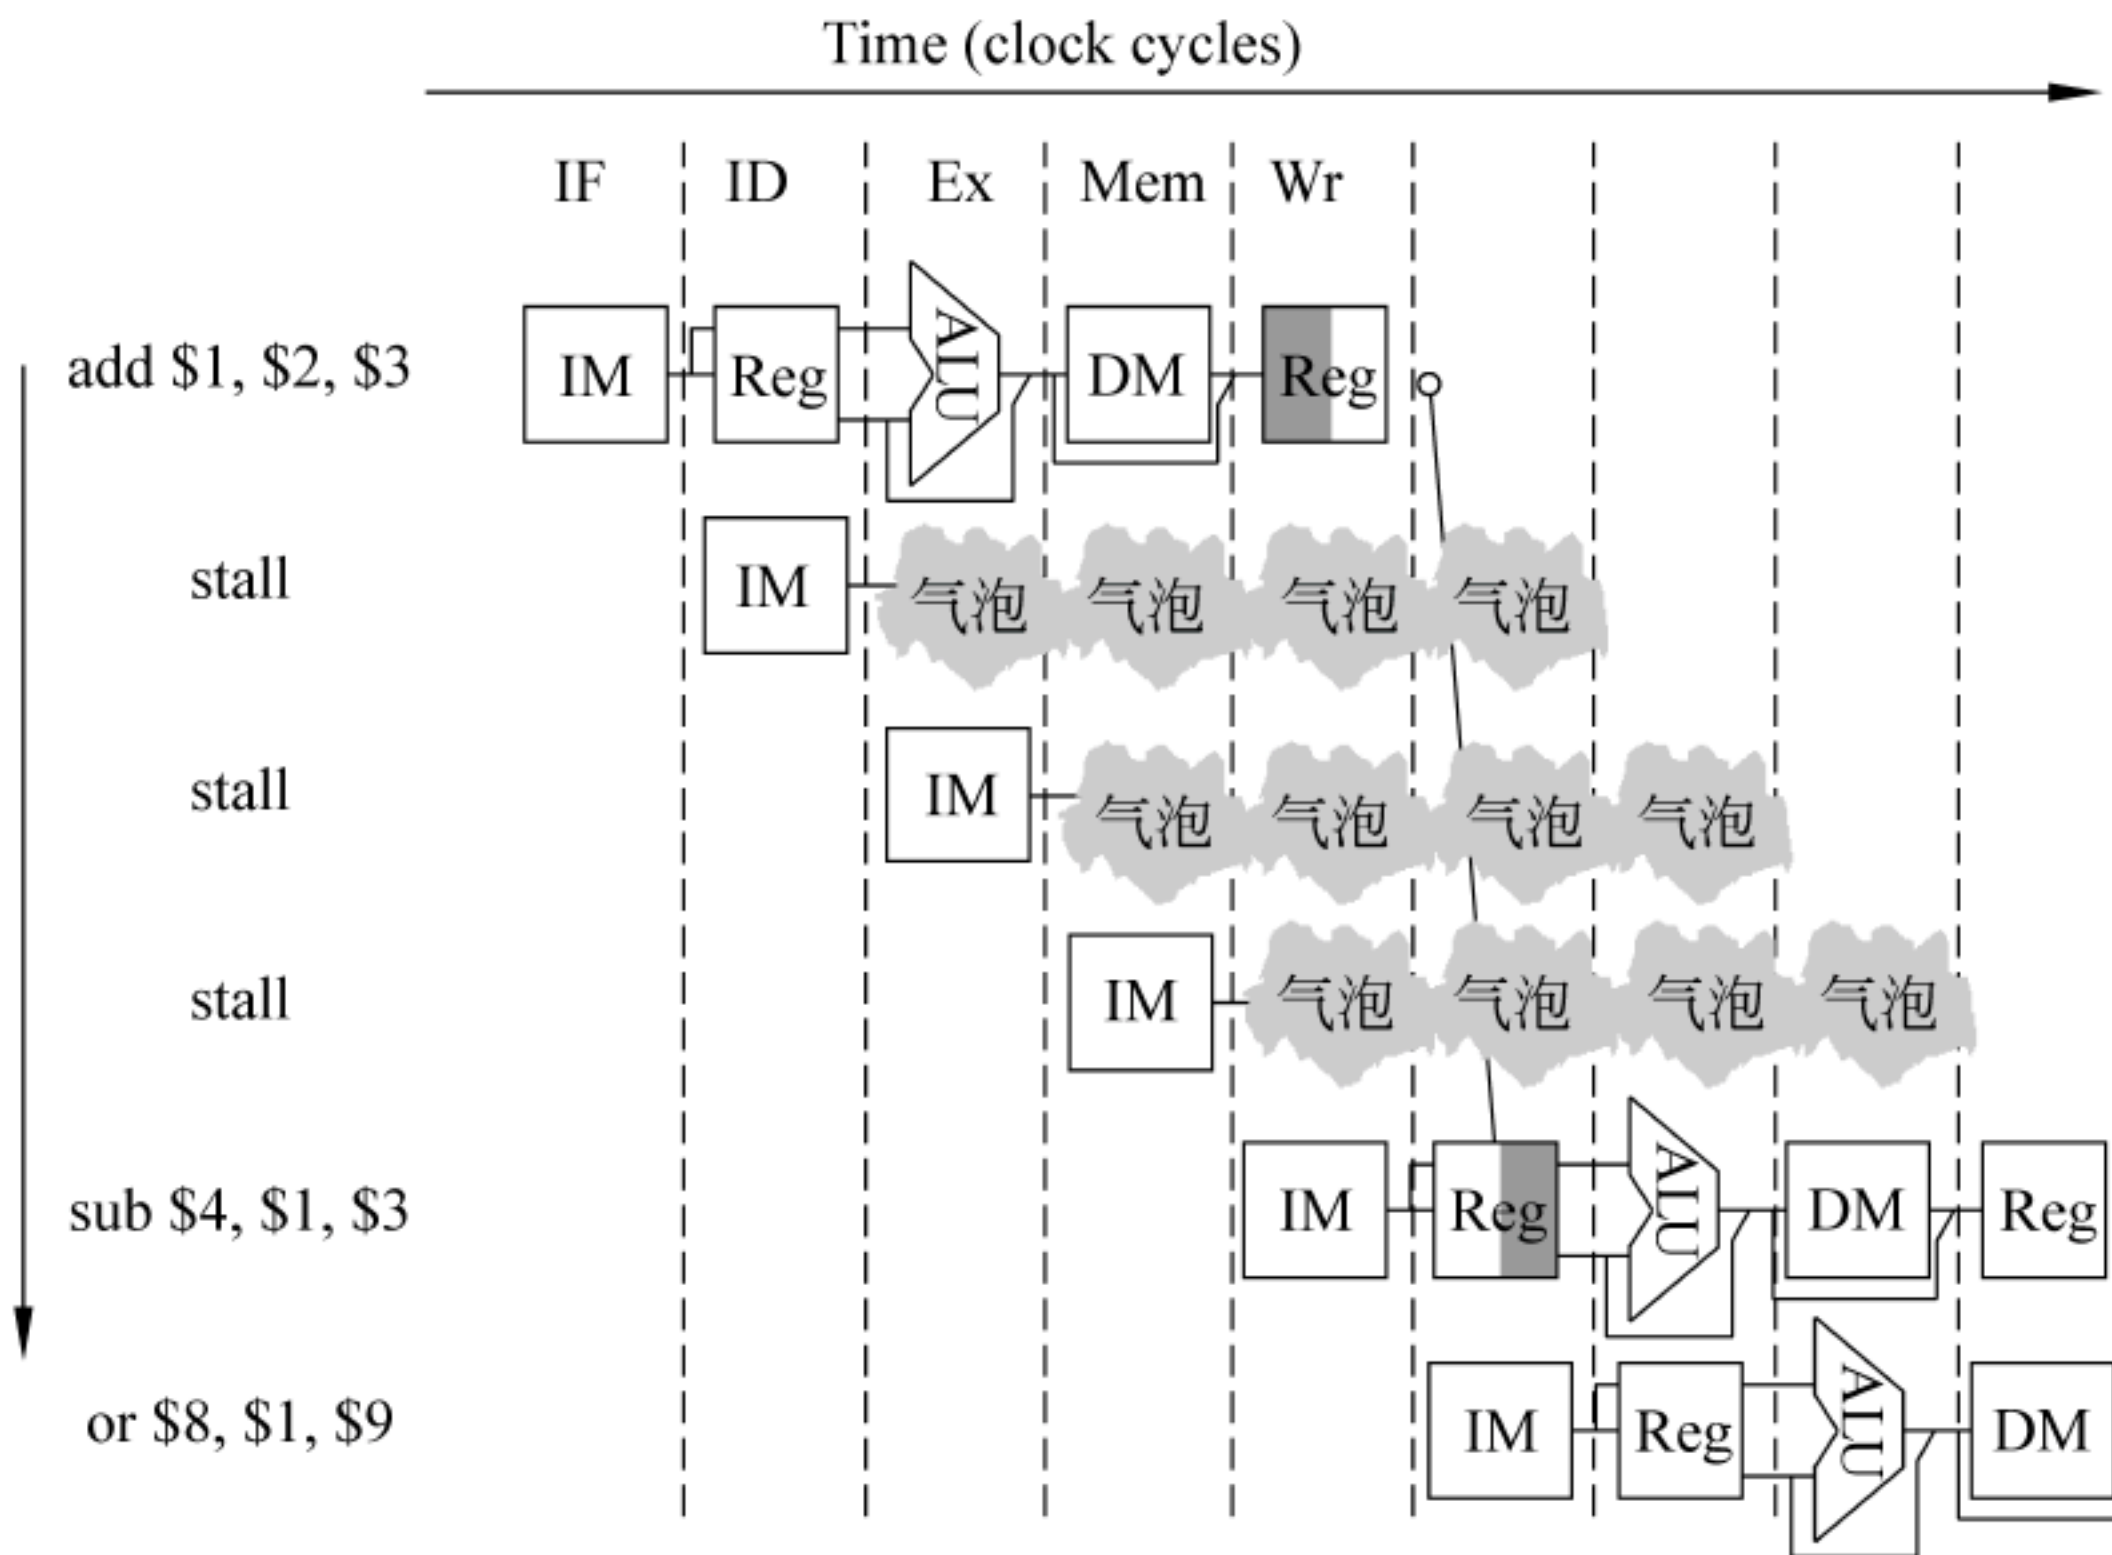 Time (clock cycles)
IF ID Ex Mem Wr
add $1, $2, $3 IM Reg ALU DM Reg
stall IM 气泡 气泡 气泡 气泡
stall IM 气泡 气泡 气泡 气泡
stall IM 气泡 气泡 气泡 气泡
sub $4, $1, $3 IM Reg ALU DM Reg
or $8, $1, $9 IM Reg ALU DM